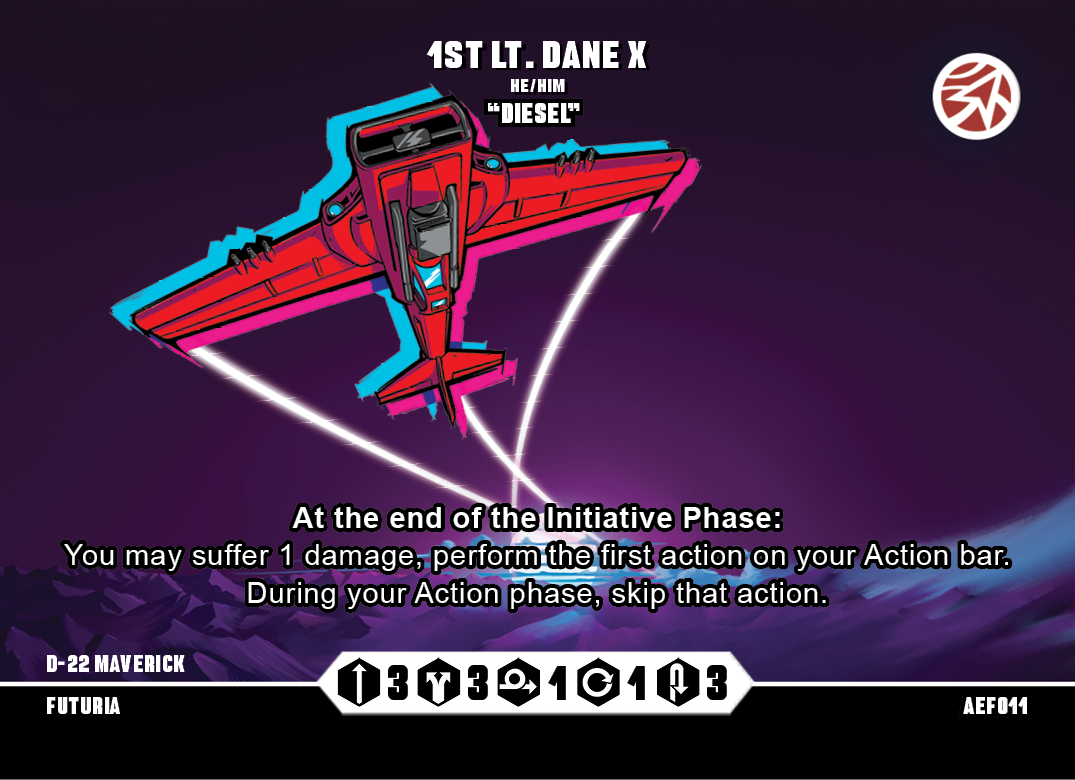 1ST LT. DANE X
HE/HIM
“DIESEL”
At the end of the Initiative Phase:
You may suffer 1 damage, perform the first action on your Action bar.
During your Action phase, skip that action.
D-22 MAVERICK
3 3 1 1 3
FUTURIA
AEF011